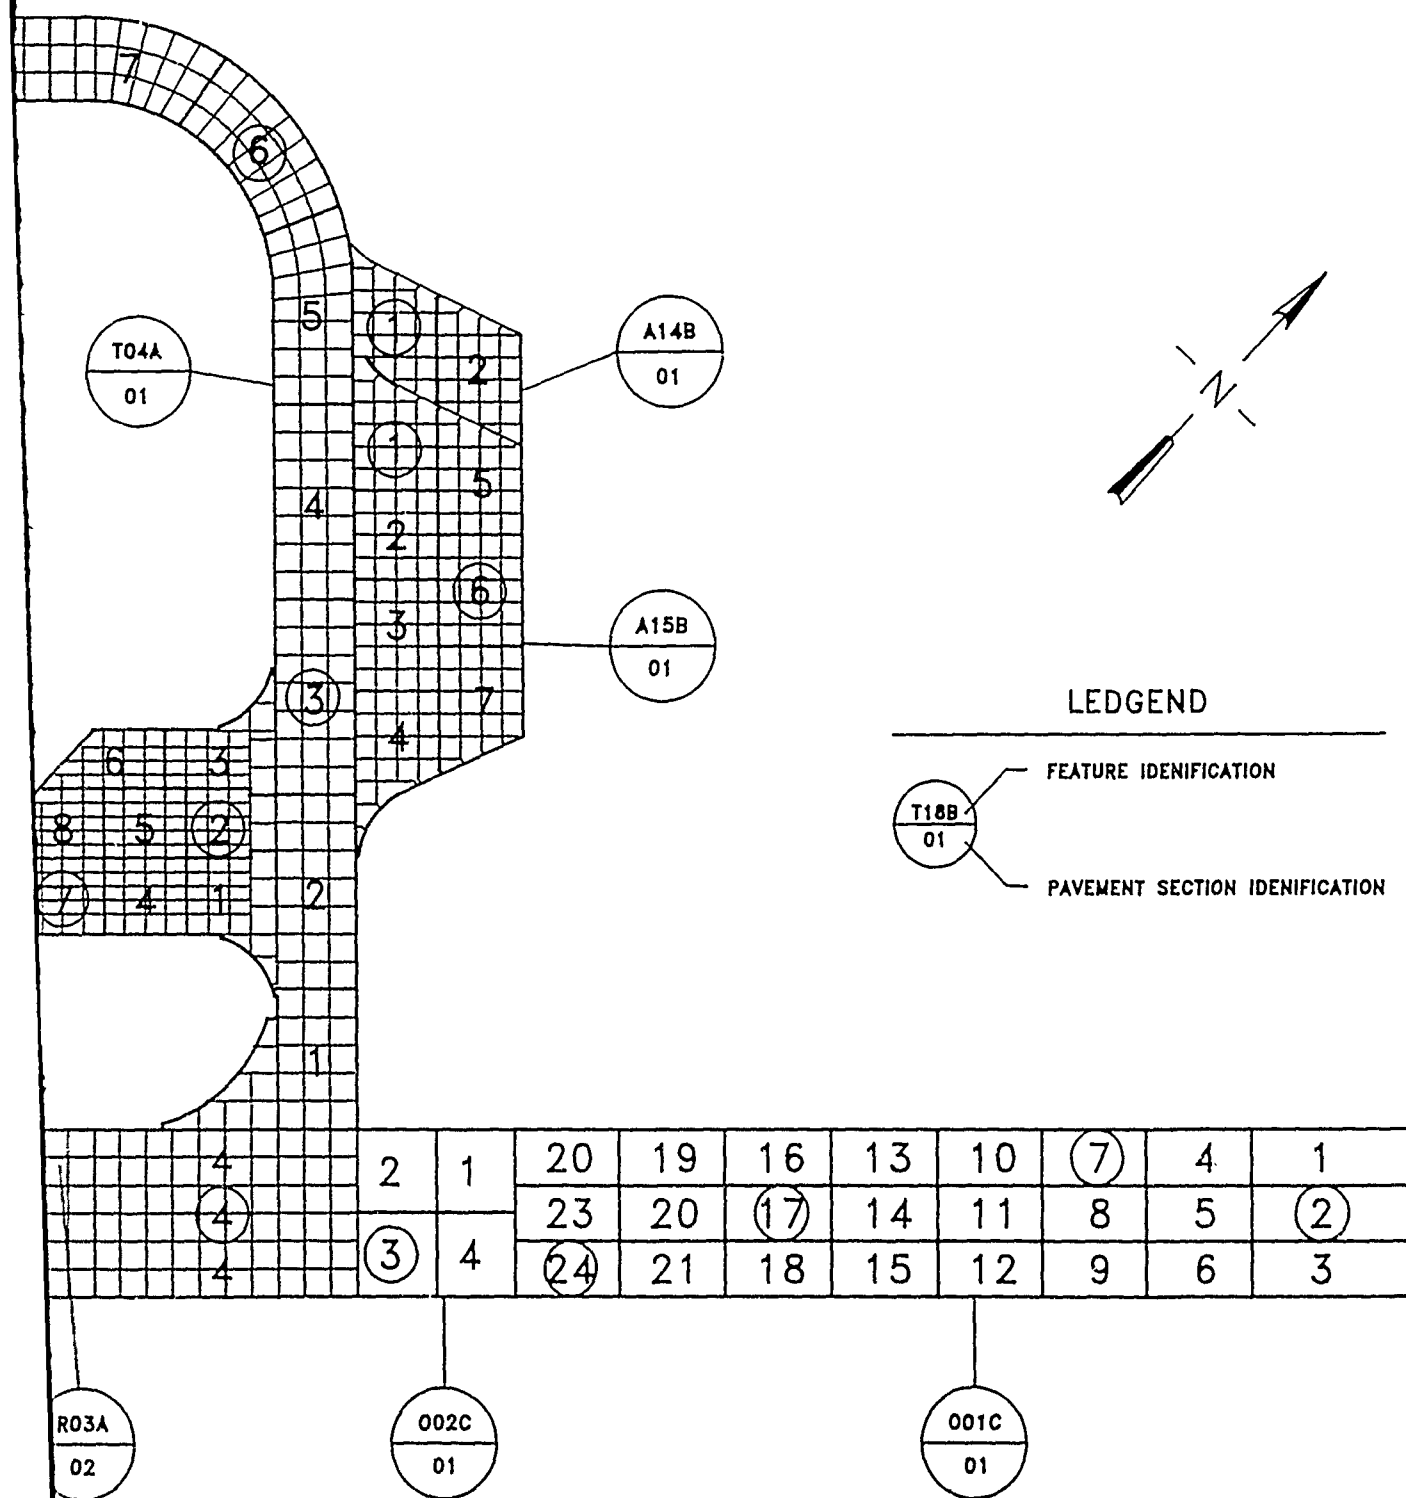 7
6
5
1
T04A
01
A14B
01
2
N
1
5
4
2
6
3
A15B
01
3
7
4
LEDGEND
6 3
FEATURE IDENIFICATION
8 5 2
T18B
01
7 4 1
2
PAVEMENT SECTION IDENIFICATION
1
4
2 1 20 19 16 13 10 7 4 1
4
23 20 17 14 11 8 5 2
3 4 24 21 18 15 12 9 6 3
4
R03A
02
002C
01
001C
01